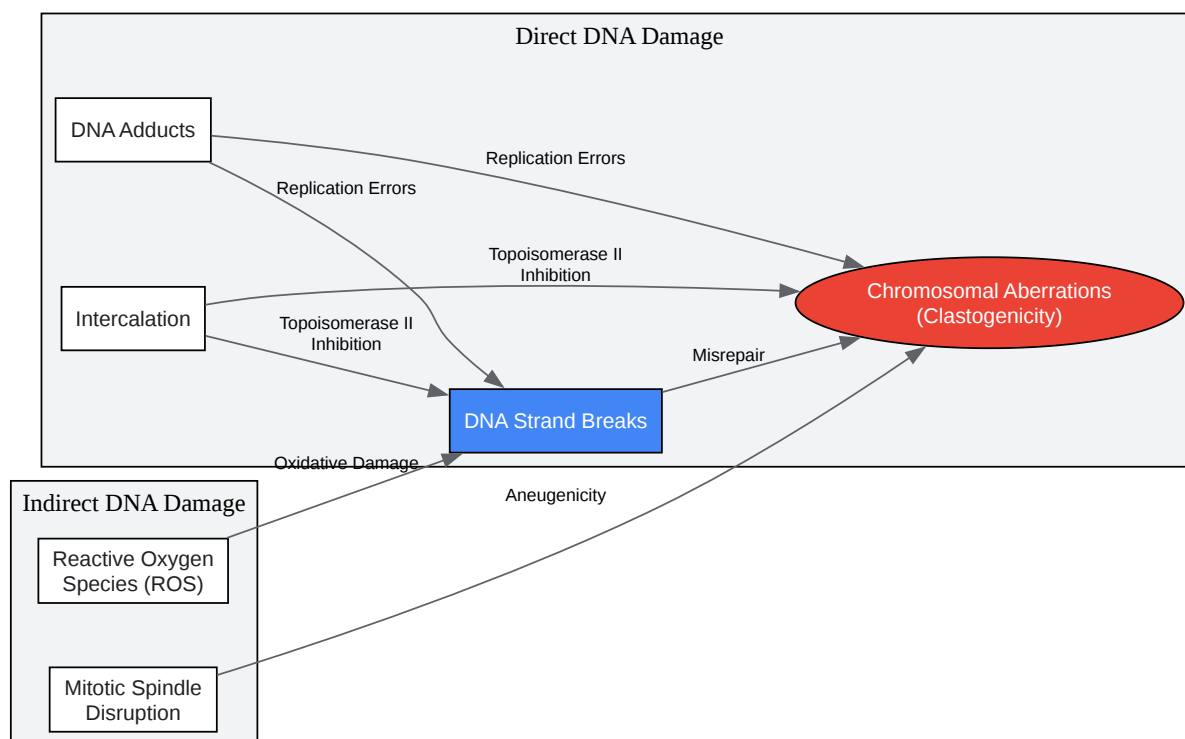 Direct DNA Damage
DNA Adducts
Replication Errors
Replication Errors
Topoisomerase II
Inhibition
Intercalation
Topoisomerase II
Inhibition
Chromosomal Aberrations
(Clastogenicity)
Misrepair
DNA Strand Breaks
Oxidative Damage
Aneugenicity
Indirect DNA Damage
Reactive Oxygen
Species (ROS)
Mitotic Spindle
Disruption